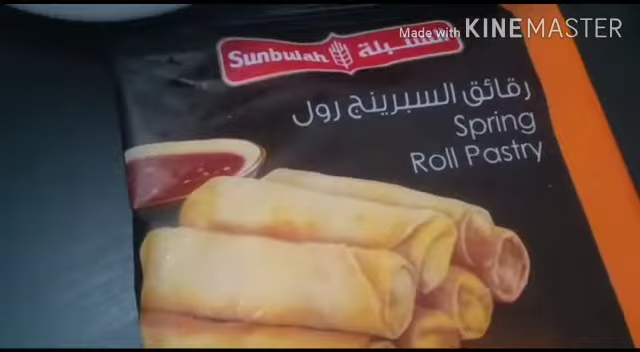 Made with KINEMASTER
Sunbulah السنبلة
رقائق السبرينج رول
Spring
Roll Pastry